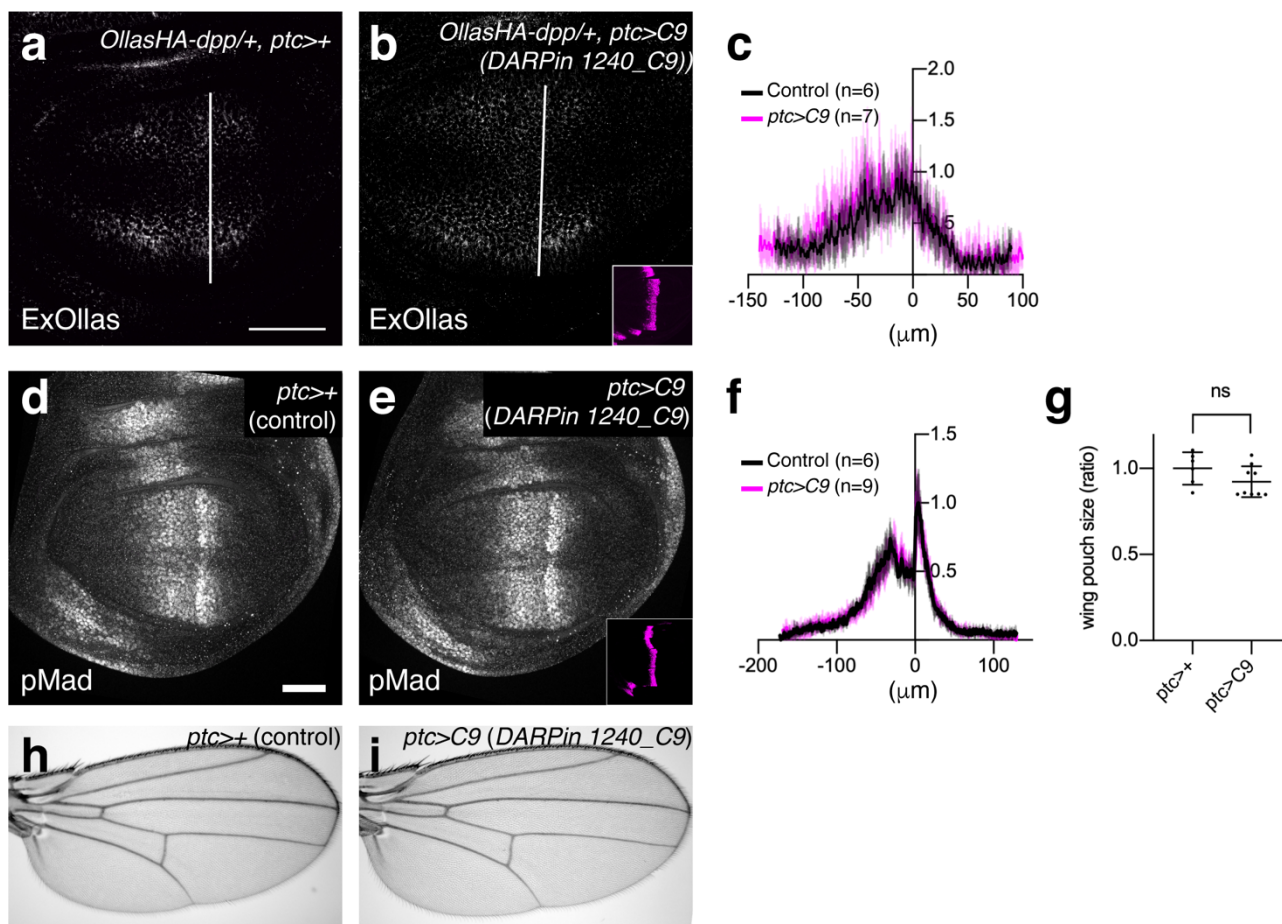 a
OllasHA-dpp/+, ptc>+
ExOllas
b
OllasHA-dpp/+, ptc>C9
(DARPin 1240_C9))
ExOllas
c
Control (n=6)
ptc>C9 (n=7)
2.0
1.5
1.0
.5
-150 -100 -50 0 50 100
(μm)
d
ptc>+
(control)
pMad
e
ptc>C9
(DARPin 1240_C9)
pMad
f
Control (n=6)
ptc>C9 (n=9)
1.5
1.0
0.5
-200 -100 0 100
(μm)
g
ns
wing pouch size (ratio)
1.0
0.5
0.0
ptc>+
ptc>C9
h
ptc>+ (control)
i
ptc>C9 (DARPin 1240_C9)